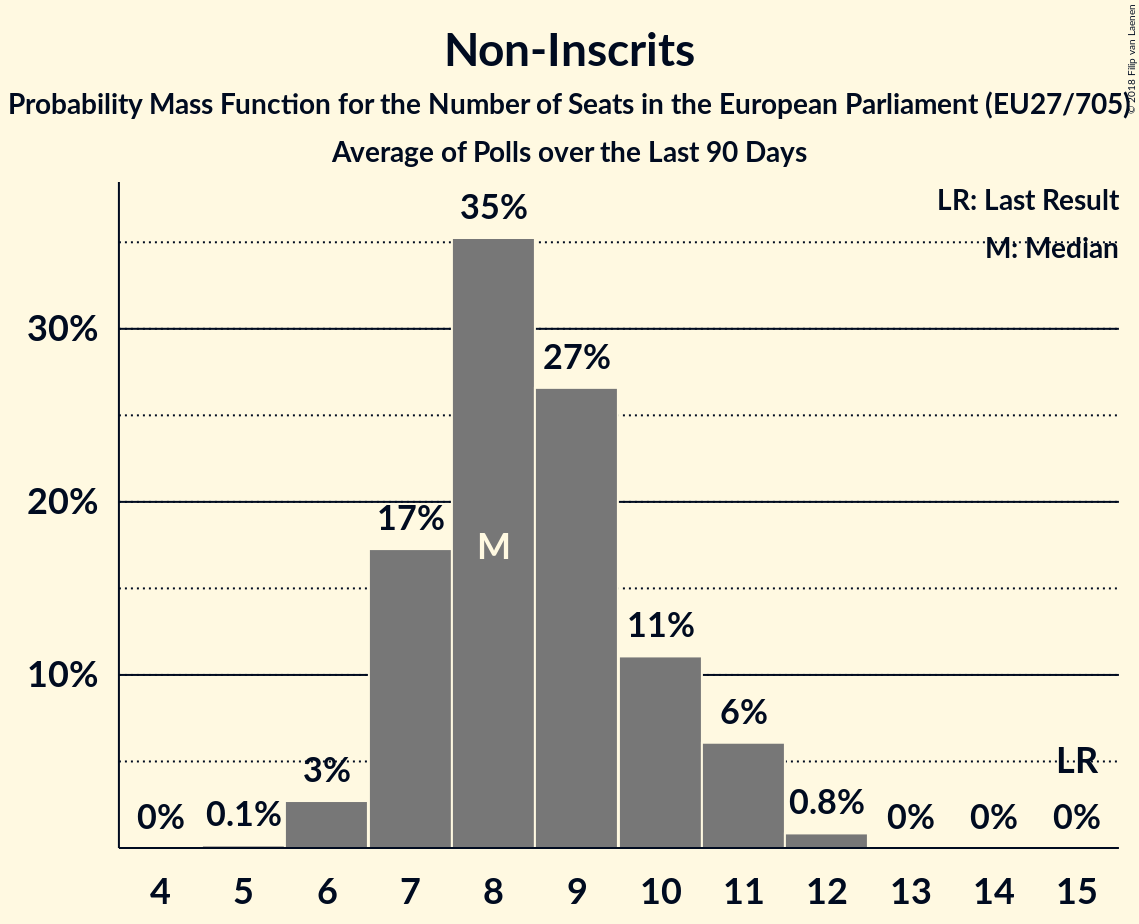 Non-Inscrits
Probability Mass Function for the Number of Seats in the European Parliament (EU27/705)
Average of Polls over the Last 90 Days
© 2018 Filip van Laenen
LR: Last Result
M: Median
35%
30%
27%
20%
17%
M
11%
10%
6%
LR
3%
0%
0.1%
0.8%
0%
0%
0%
4 5 6 7 8 9 10 11 12 13 14 15